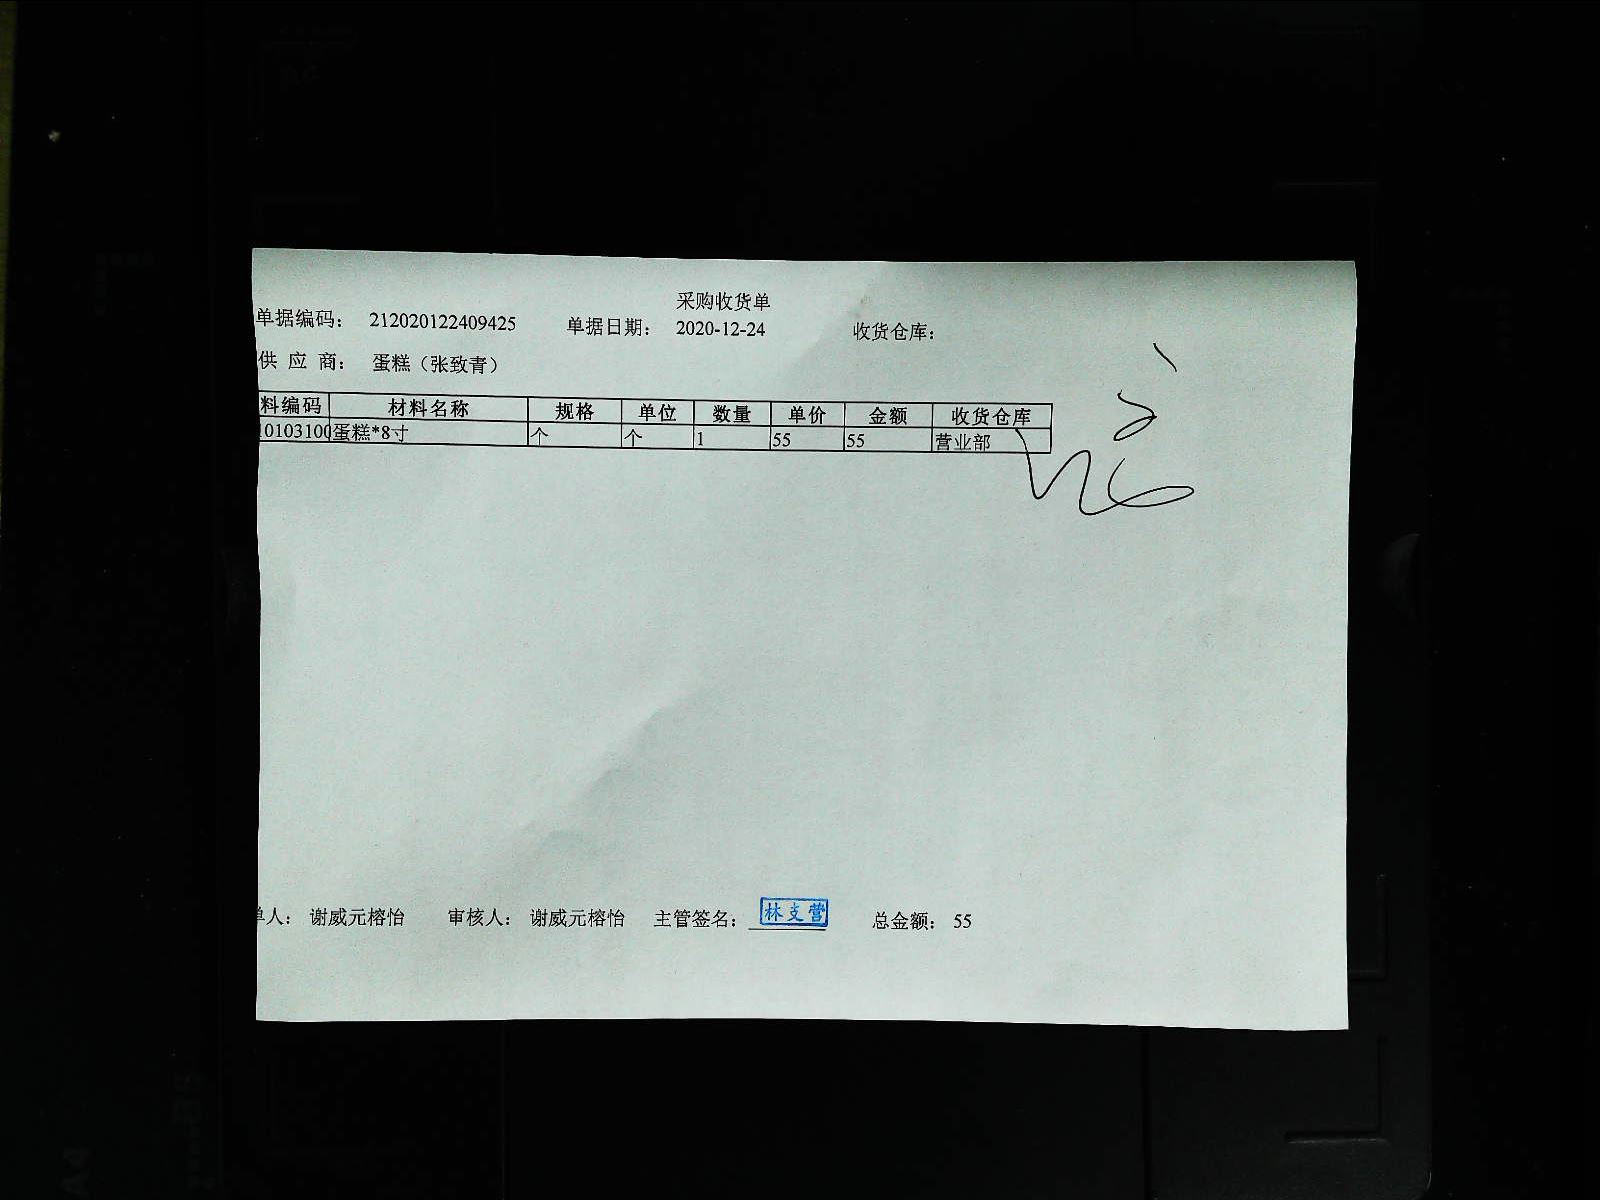 采购收货单
单据编码： 212020122409425 单据日期： 2020-12-24 收货仓库：
供 应 商： 蛋糕（张致青）
料编码 材料名称 规格 单位 数量 单价 金额 收货仓库
10103100 蛋糕*8寸 个 个 1 55 55 营业部
单人： 谢威元榕怡 审核人： 谢威元榕怡 主管签名： 林支营 总金额： 55